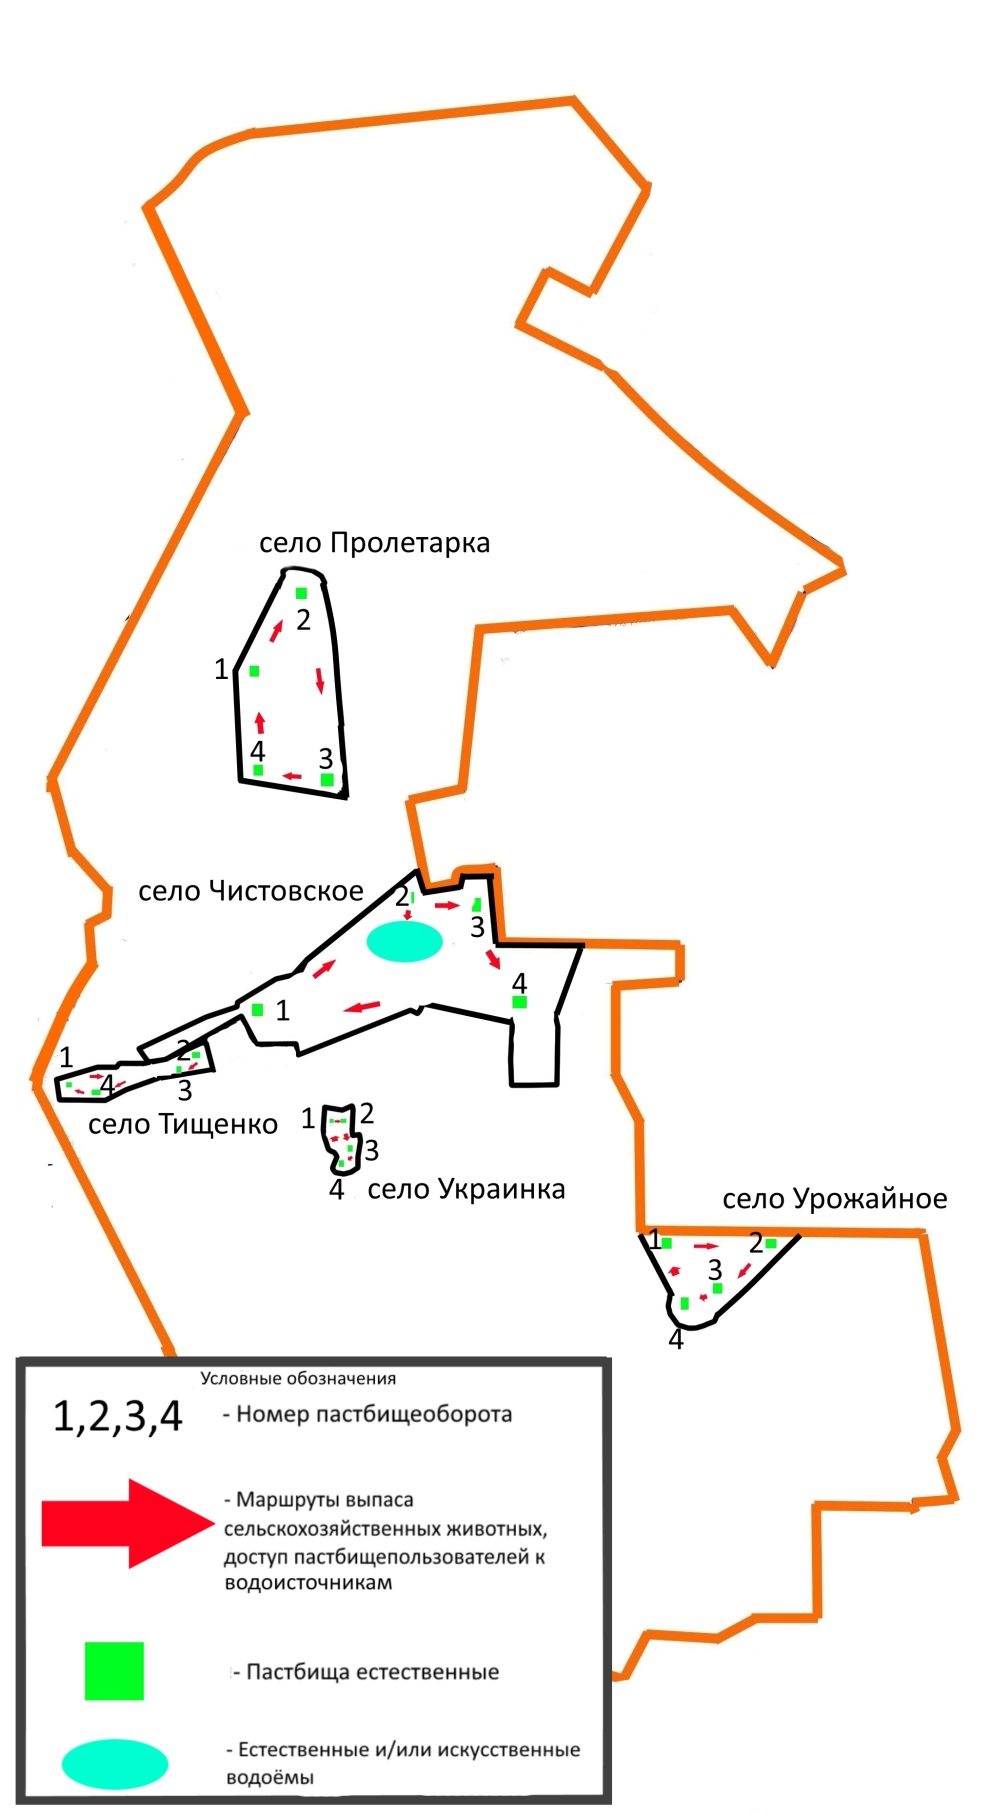 село Пролетарка
2
1
4
3
село Чистовское
2
3
4
1
1
2
4
3
село Тищенко
1
2
3
4
село Украинка
село Урожайное
1
2
3
4
Условные обозначения
1,2,3,4
- Номер пастбищеоборота
- Маршруты выпаса
сельскохозяйственных животных,
доступ пастбищепользователей к
водоисточникам
- Пастбища естественные
- Естественные и/или искусственные
водоёмы